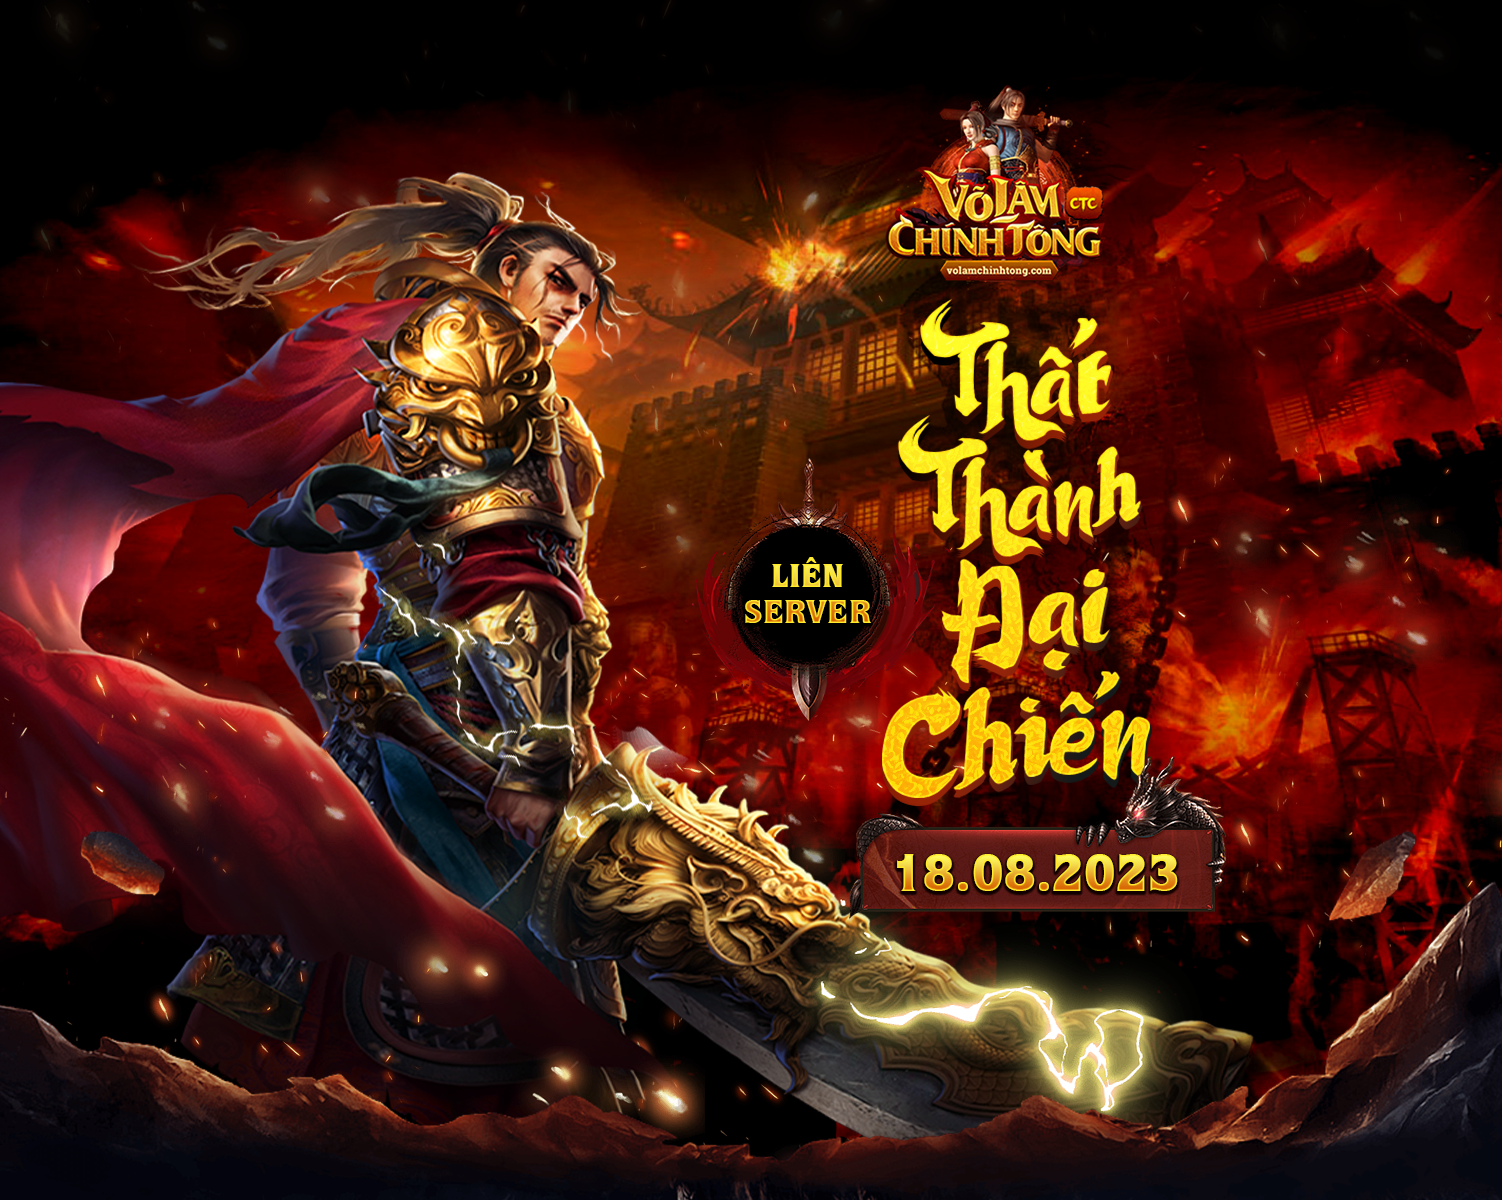 VÕ LÂM
CTC
CHÍNH TÔNG
volamchinhtong.com
Thất
Thành
Đại
Chiến
LIÊN
SERVER
18.08.2023